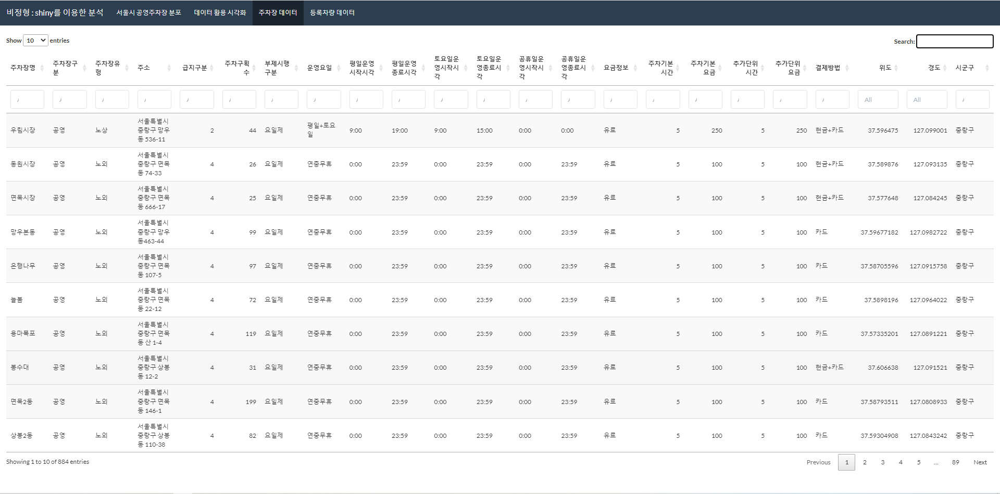 비정형 : shiny를 이용한 분석 서울시 공영주차장 분포 데이터 활용 시각화 주차장 데이터 등록차량 데이터
Show 10 entries Search:
주차장명 주차장구분 주차장유형 주소 급지구분 주차구획수 부제시행구분 운영요일 평일운영시작시각 평일운영종료시각 토요일운영시작시각 토요일운영종료시각 공휴일운영시작시각 공휴일운영종료시각 요금정보 주차기본시간 주차기본요금 추가단위시간 추가단위요금 결제방법 위도 경도 시군구
All All
우림시장 공영 노상 서울특별시 중랑구 망우동 536-11 2 44 요일제 평일+토요일 9:00 19:00 9:00 15:00 0:00 0:00 유료 5 250 5 250 현금+카드 37.596475 127.099001 중랑구
동원시장 공영 노외 서울특별시 중랑구 면목동 74-33 4 26 요일제 연중무휴 0:00 23:59 0:00 23:59 0:00 23:59 유료 5 100 5 100 현금+카드 37.589876 127.093135 중랑구
면목시장 공영 노외 서울특별시 중랑구 면목동 666-17 4 25 요일제 연중무휴 0:00 23:59 0:00 23:59 0:00 23:59 유료 5 100 5 100 현금+카드 37.577648 127.084245 중랑구
망우본동 공영 노외 서울특별시 중랑구 망우동463-44 4 99 요일제 연중무휴 0:00 23:59 0:00 23:59 0:00 23:59 유료 5 100 5 100 카드 37.59677182 127.0982722 중랑구
은행나무 공영 노외 서울특별시 중랑구 면목동 107-5 4 97 요일제 연중무휴 0:00 23:59 0:00 23:59 0:00 23:59 유료 5 100 5 100 카드 37.58705596 127.0915758 중랑구
늘봄 공영 노외 서울특별시 중랑구 면목동 22-12 4 72 요일제 연중무휴 0:00 23:59 0:00 23:59 0:00 23:59 유료 5 100 5 100 카드 37.5898196 127.0964022 중랑구
용마폭포 공영 노외 서울특별시 중랑구 면목동 산 1-4 4 119 요일제 연중무휴 0:00 23:59 0:00 23:59 0:00 23:59 유료 5 100 5 100 카드 37.57335201 127.0891221 중랑구
봉수대 공영 노외 서울특별시 중랑구 상봉동 12-2 4 31 요일제 연중무휴 0:00 23:59 0:00 23:59 0:00 23:59 유료 5 100 5 100 현금+카드 37.606638 127.091521 중랑구
면목2동 공영 노외 서울특별시 중랑구 면목동 146-1 4 199 요일제 연중무휴 0:00 23:59 0:00 23:59 0:00 23:59 유료 5 100 5 100 카드 37.58793511 127.0808933 중랑구
상봉2동 공영 노외 서울특별시 중랑구 상봉동 110-38 4 82 요일제 연중무휴 0:00 23:59 0:00 23:59 0:00 23:59 유료 5 100 5 100 카드 37.59304908 127.0843242 중랑구
Showing 1 to 10 of 884 entries Previous 1 2 3 4 5 … 89 Next